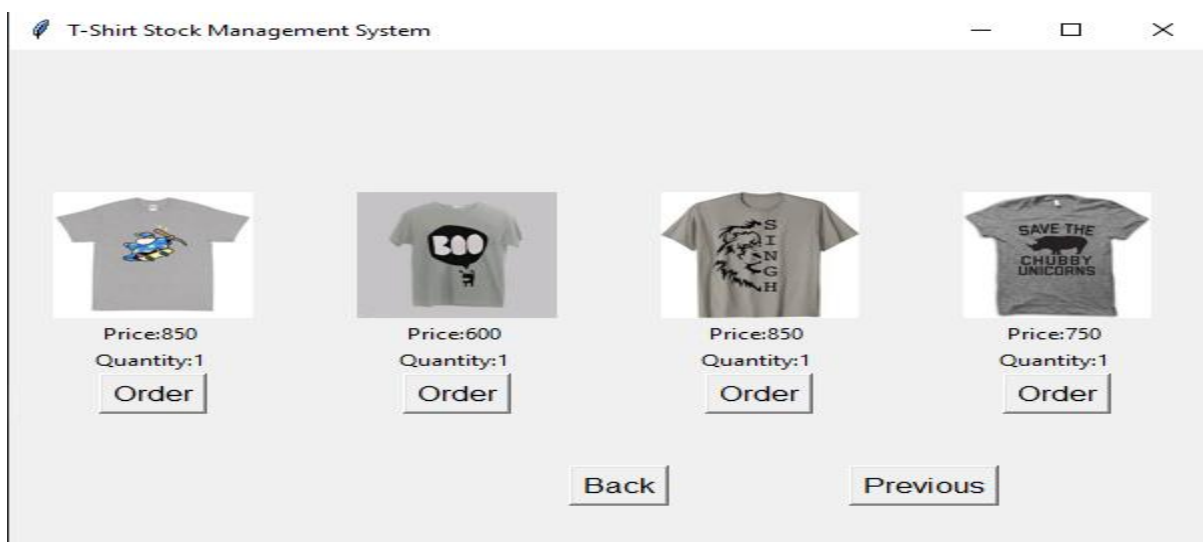 T-Shirt Stock Management System
BOO
SINGH
SAVE THE
CHUBBY
UNICORNS
Price:850
Price:600
Price:850
Price:750
Quantity:1
Quantity:1
Quantity:1
Quantity:1
Order
Order
Order
Order
Back
Previous